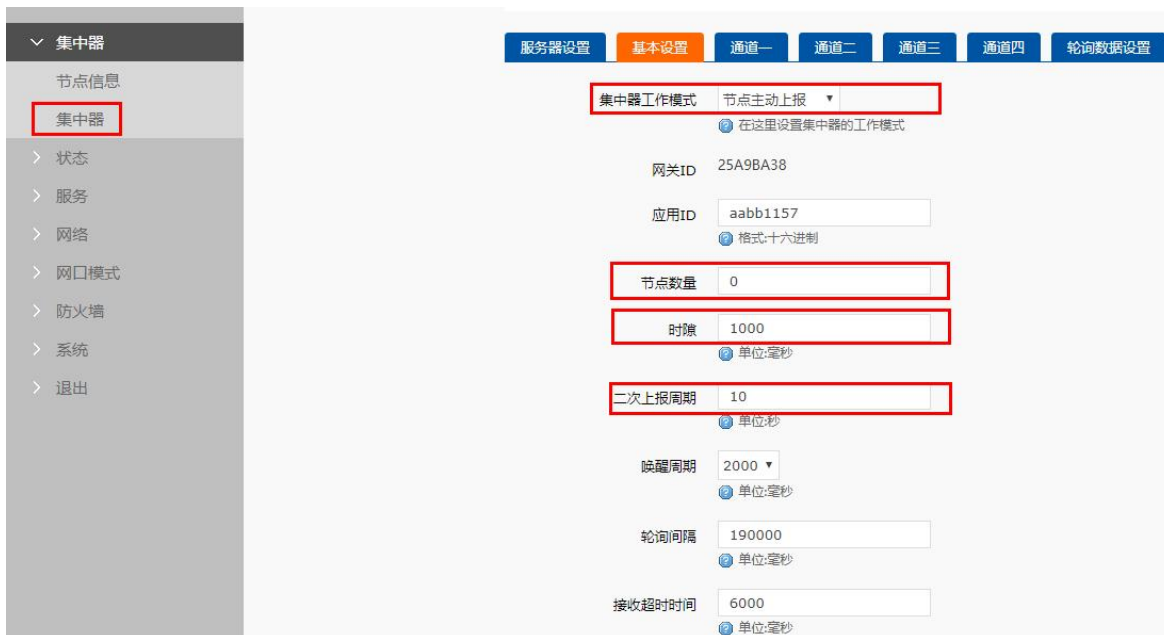 集中器
节点信息
集中器
状态
服务
网络
网口模式
防火墙
系统
退出
服务器设置 基本设置 通道一 通道二 通道三 通道四 轮询数据设置
集中器工作模式 节点主动上报
在这里设置集中器的工作模式
网关ID 25A9BA38
应用ID aabb1157
格式:十六进制
节点数量 0
时隙 1000
单位:毫秒
二次上报周期 10
单位:秒
唤醒周期 2000
单位:毫秒
轮询间隔 190000
单位:毫秒
接收超时时间 6000
单位:毫秒